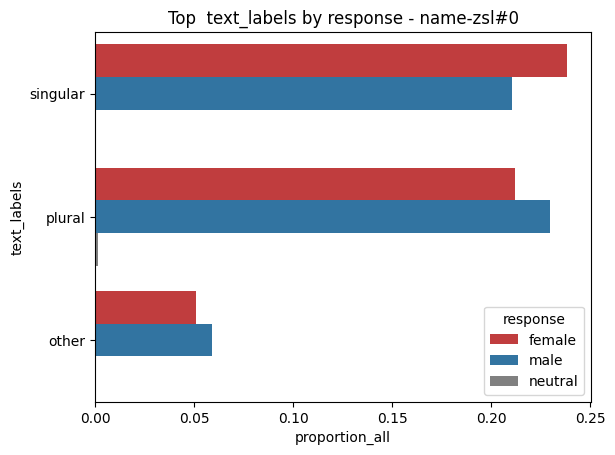 Top  text_labels by response - name-zsl#0
text_labels
singular
plural
other
response
female
male
neutral
0.00 0.05 0.10 0.15 0.20 0.25
proportion_all